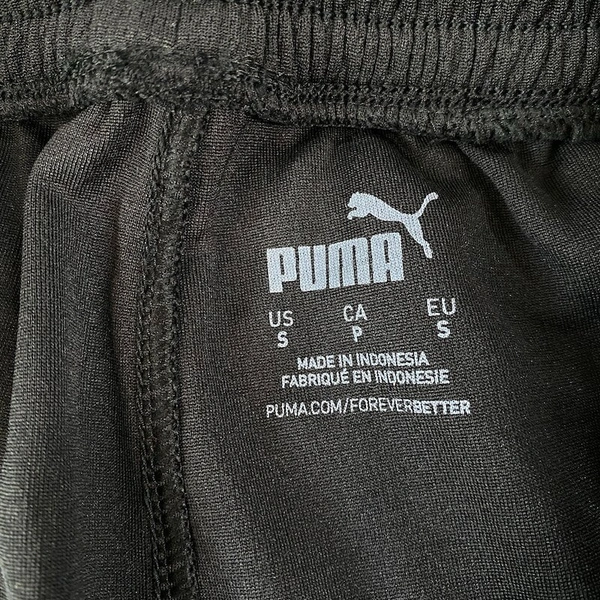 PUMA
US CA EU
S P S
MADE IN INDONESIA
FABRIQUÉ EN INDONESIE
PUMA.COM/FOREVERBETTER